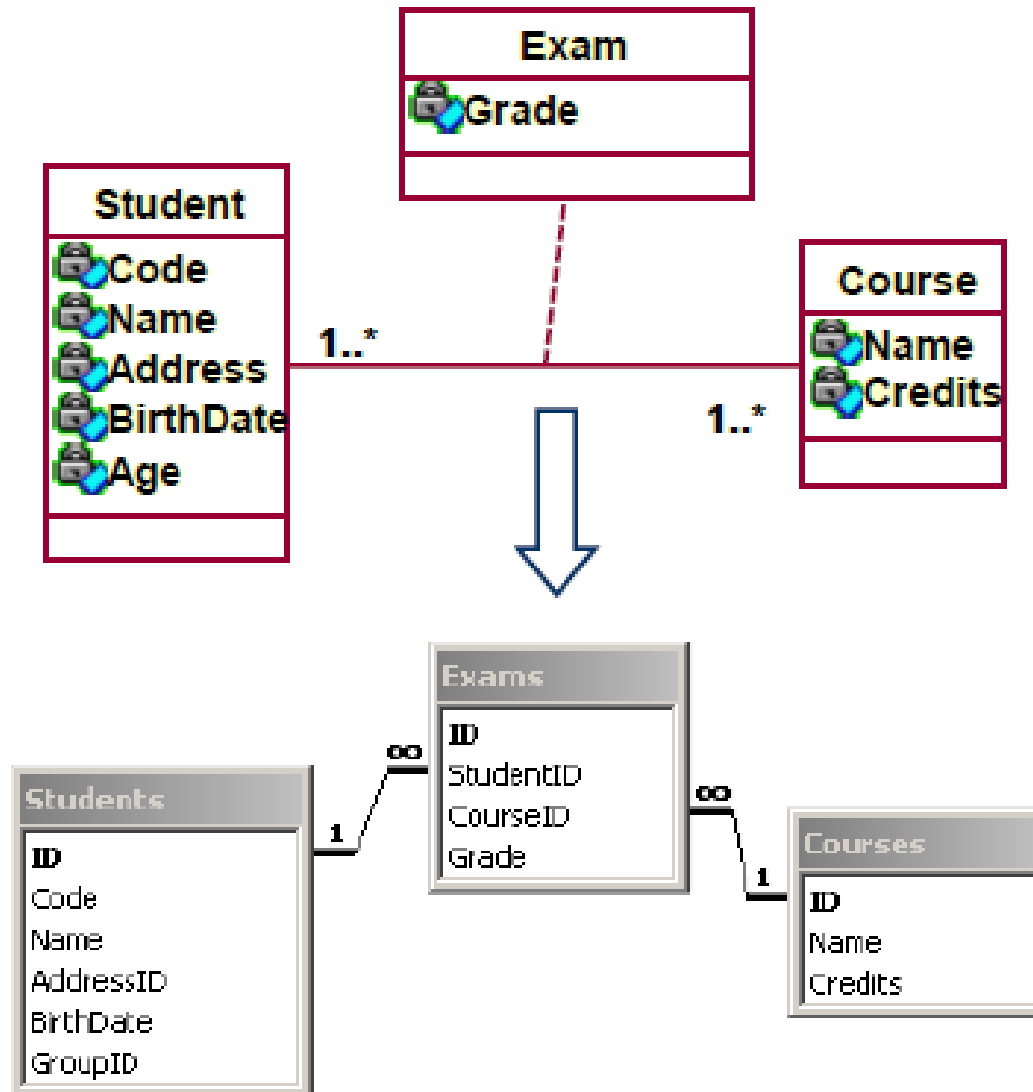 Exam
Grade
Student
Code
Name
Address
BirthDate
Age
1..*
1..*
Course
Name
Credits
Exams
ID
StudentID
CourseID
Grade
∞
1
Students
ID
Code
Name
AddressID
BirthDate
GroupID
∞
1
Courses
ID
Name
Credits